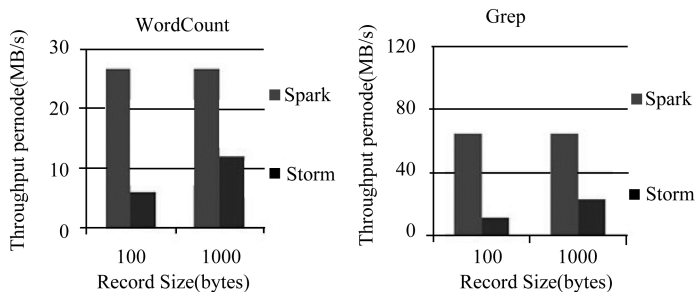 WordCount
Throughput pernode(MB/s)
30
20
10
0
100
1000
Record Size(bytes)
Spark
Storm
Grep
Throughput pernode(MB/s)
120
80
40
0
100
1000
Record Size(bytes)
Spark
Storm